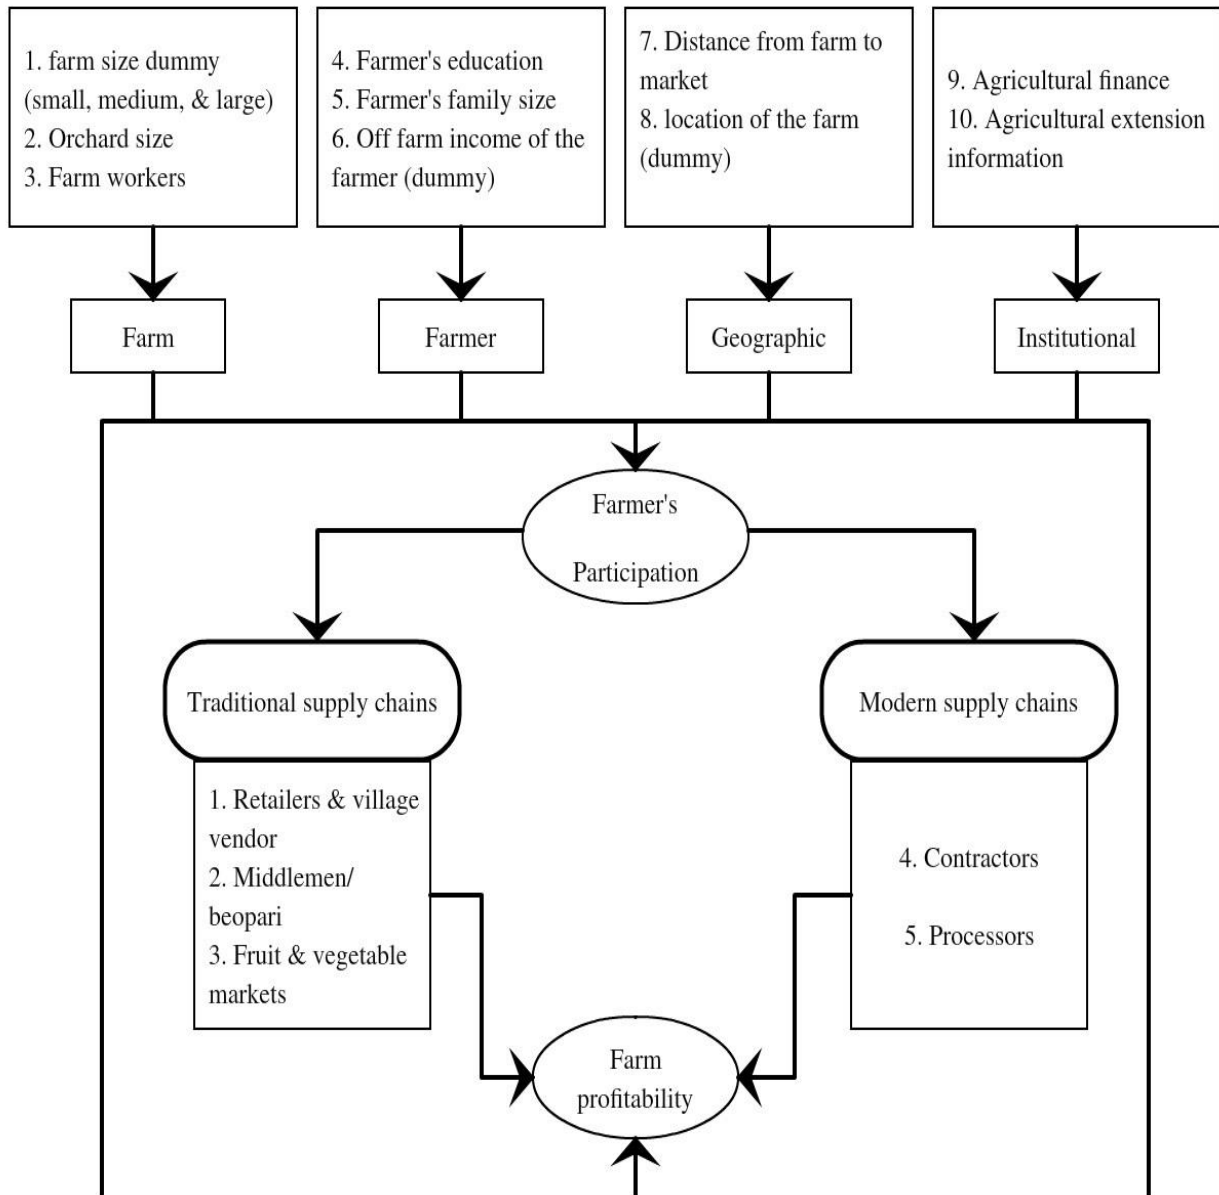 1. farm size dummy
(small, medium, & large)
2. Orchard size
3. Farm workers
4. Farmer's education
5. Farmer's family size
6. Off farm income of the
farmer (dummy)
7. Distance from farm to
market
8. location of the farm
(dummy)
9. Agricultural finance
10. Agricultural extension
information
Farm
Farmer
Geographic
Institutional
Farmer's
Participation
Traditional supply chains
Modern supply chains
1. Retailers & village
vendor
2. Middlemen/
beopari
3. Fruit & vegetable
markets
4. Contractors
5. Processors
Farm
profitability